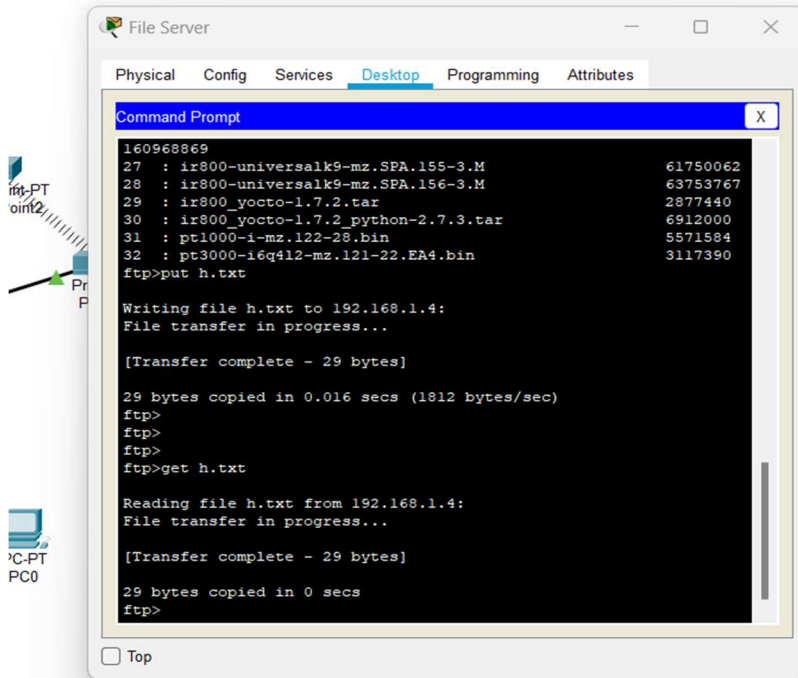 File Server
Physical Config Services Desktop Programming Attributes
Command Prompt X
160968869
27 : ir800-universalk9-mz.SPA.155-3.M 61750062
28 : ir800-universalk9-mz.SPA.156-3.M 63753767
29 : ir800_yocto-1.7.2.tar 2877440
30 : ir800_yocto-1.7.2_python-2.7.3.tar 6912000
31 : pt1000-i-mz.122-28.bin 5571584
32 : pt3000-i6q4l2-mz.121-22.EA4.bin 3117390
ftp>put h.txt
Writing file h.txt to 192.168.1.4:
File transfer in progress...
[Transfer complete - 29 bytes]
29 bytes copied in 0.016 secs (1812 bytes/sec)
ftp>
ftp>
ftp>
ftp>get h.txt
Reading file h.txt from 192.168.1.4:
File transfer in progress...
[Transfer complete - 29 bytes]
29 bytes copied in 0 secs
ftp>
Top
PC-PT
PC0